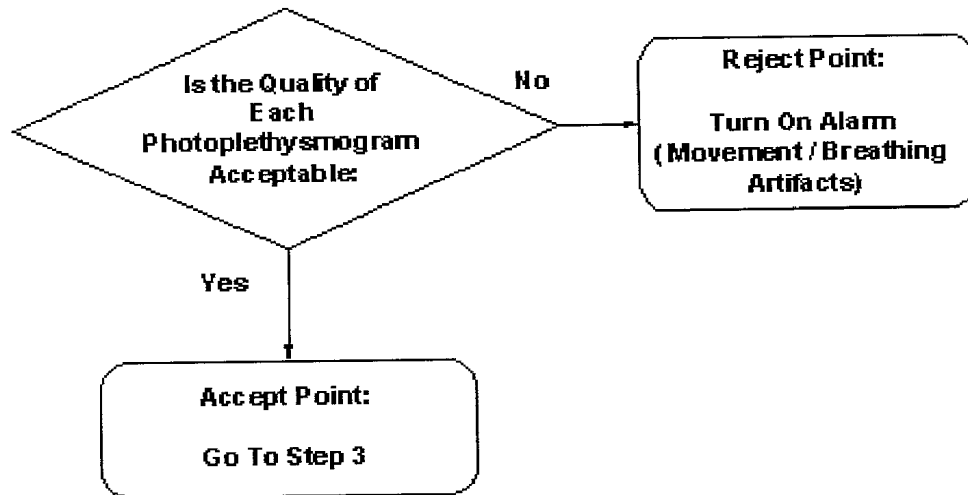 Is the Quality of
Each
Photoplethysmogram
Acceptable:
No
Reject Point:
Turn On Alarm
( Movement / Breathing
Artifacts)
Yes
Accept Point:
Go To Step 3